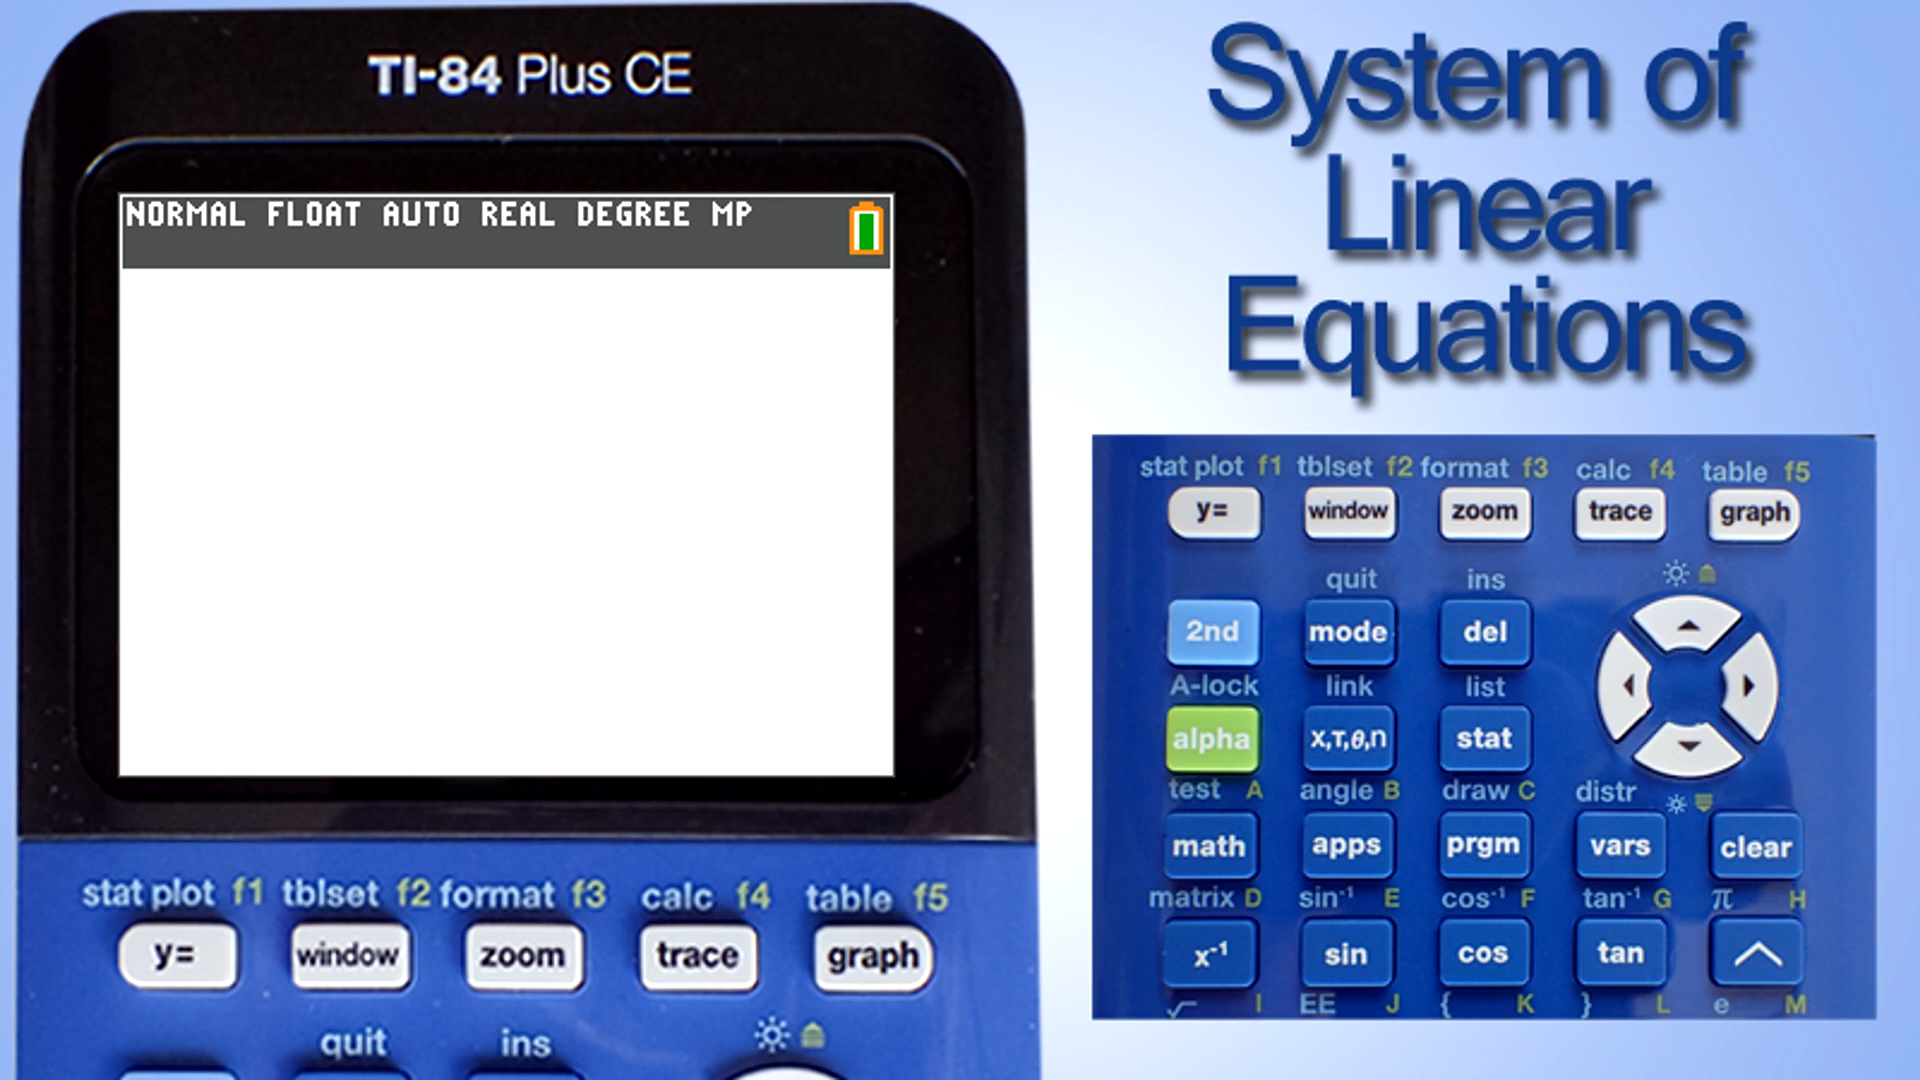 TI-84 Plus CE
NORMAL FLOAT AUTO REAL DEGREE MP
stat plot f1 tblset f2 format f3 calc f4 table f5
y= window zoom trace graph
quit ins
System of
Linear
Equations
stat plot f1 tblset f2 format f3 calc f4 table f5
y= window zoom trace graph
quit ins
2nd mode del
A-lock link list
alpha X,T,θ,n stat
test A angle B draw C distr
math apps prgm vars clear
matrix D sin⁻¹ E cos⁻¹ F tan⁻¹ G π H
x⁻¹ sin cos tan ^
√ I EE J { K } L e M